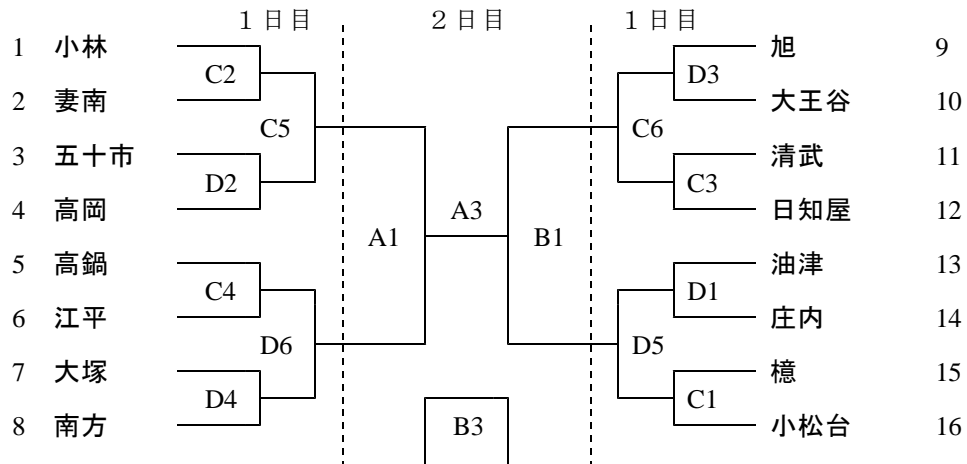 １日目 ２日目 １日目
1 小林 旭 9
C2 D3
2 妻南 大王谷 10
C5 C6
3 五十市 清武 11
D2 C3
4 高岡 A3 日知屋 12
A1 B1
5 高鍋 油津 13
C4 D1
6 江平 庄内 14
D6 D5
7 大塚 檍 15
D4 C1
8 南方 B3 小松台 16